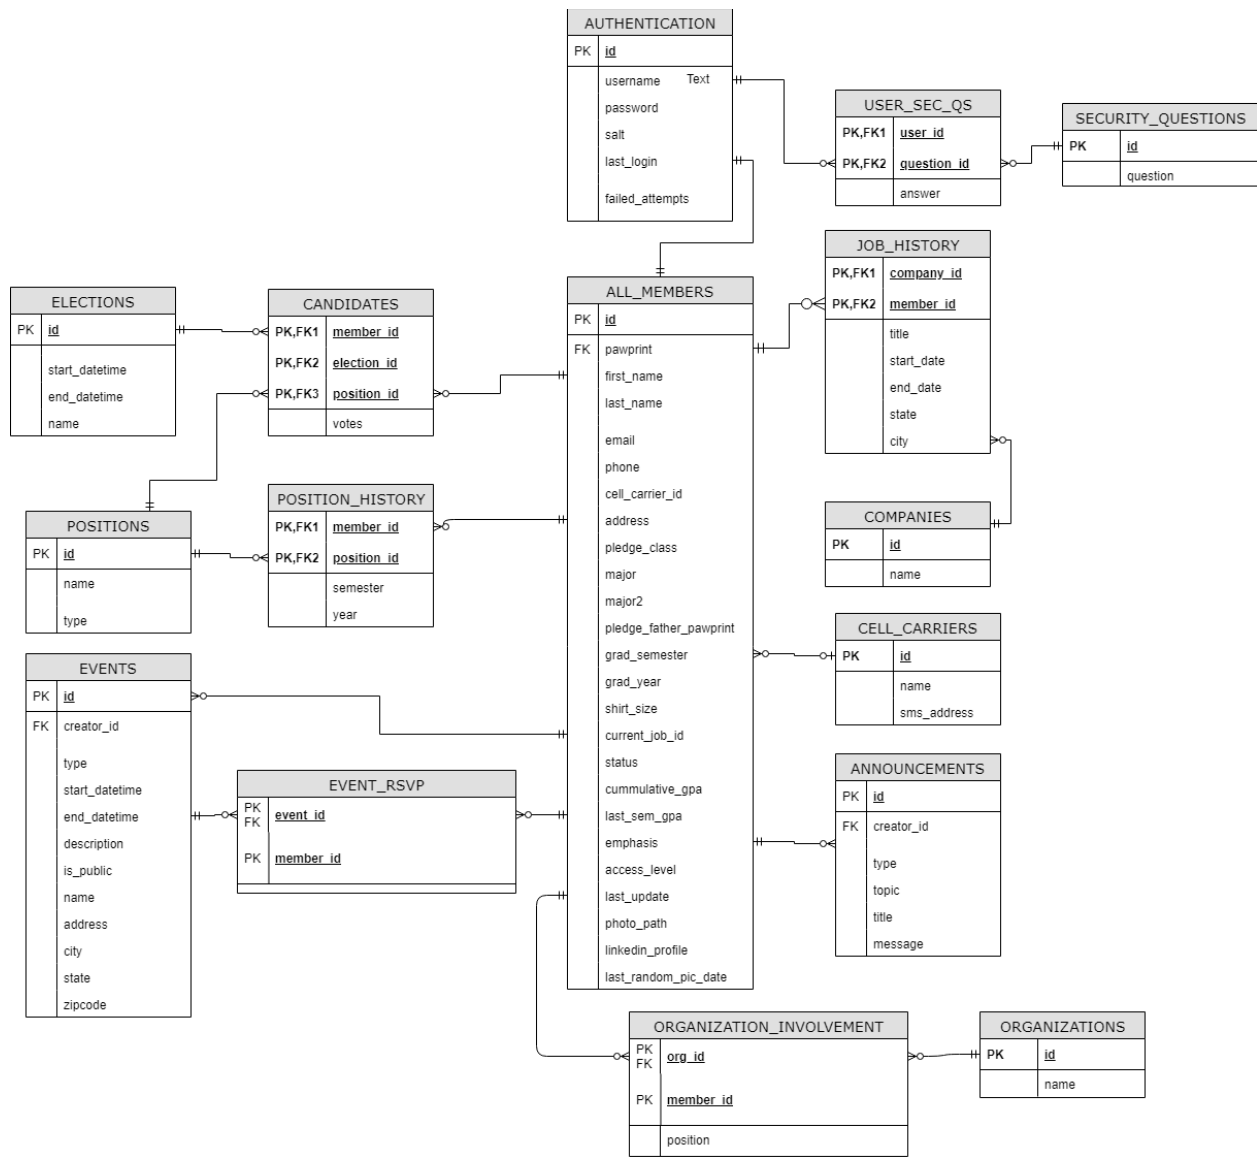 AUTHENTICATION
PK id
username Text
password
salt
last_login
failed_attempts
USER_SEC_QS
PK,FK1 user_id
PK,FK2 question_id
answer
SECURITY_QUESTIONS
PK id
question
JOB_HISTORY
PK,FK1 company_id
PK,FK2 member_id
title
start_date
end_date
state
city
ELECTIONS
PK id
start_datetime
end_datetime
name
CANDIDATES
PK,FK1 member_id
PK,FK2 election_id
PK,FK3 position_id
votes
ALL_MEMBERS
PK id
FK pawprint
first_name
last_name
email
phone
cell_carrier_id
address
pledge_class
major
major2
pledge_father_pawprint
grad_semester
grad_year
shirt_size
current_job_id
status
cummulative_gpa
last_sem_gpa
emphasis
access_level
last_update
photo_path
linkedin_profile
last_random_pic_date
POSITIONS
PK id
name
type
POSITION_HISTORY
PK,FK1 member_id
PK,FK2 position_id
semester
year
COMPANIES
PK id
name
CELL_CARRIERS
PK id
name
sms_address
EVENTS
PK id
FK creator_id
type
start_datetime
end_datetime
description
is_public
name
address
city
state
zipcode
EVENT_RSVP
PK
FK event_id
PK member_id
ANNOUNCEMENTS
PK id
FK creator_id
type
topic
title
message
ORGANIZATION_INVOLVEMENT
PK
FK org_id
PK member_id
position
ORGANIZATIONS
PK id
name